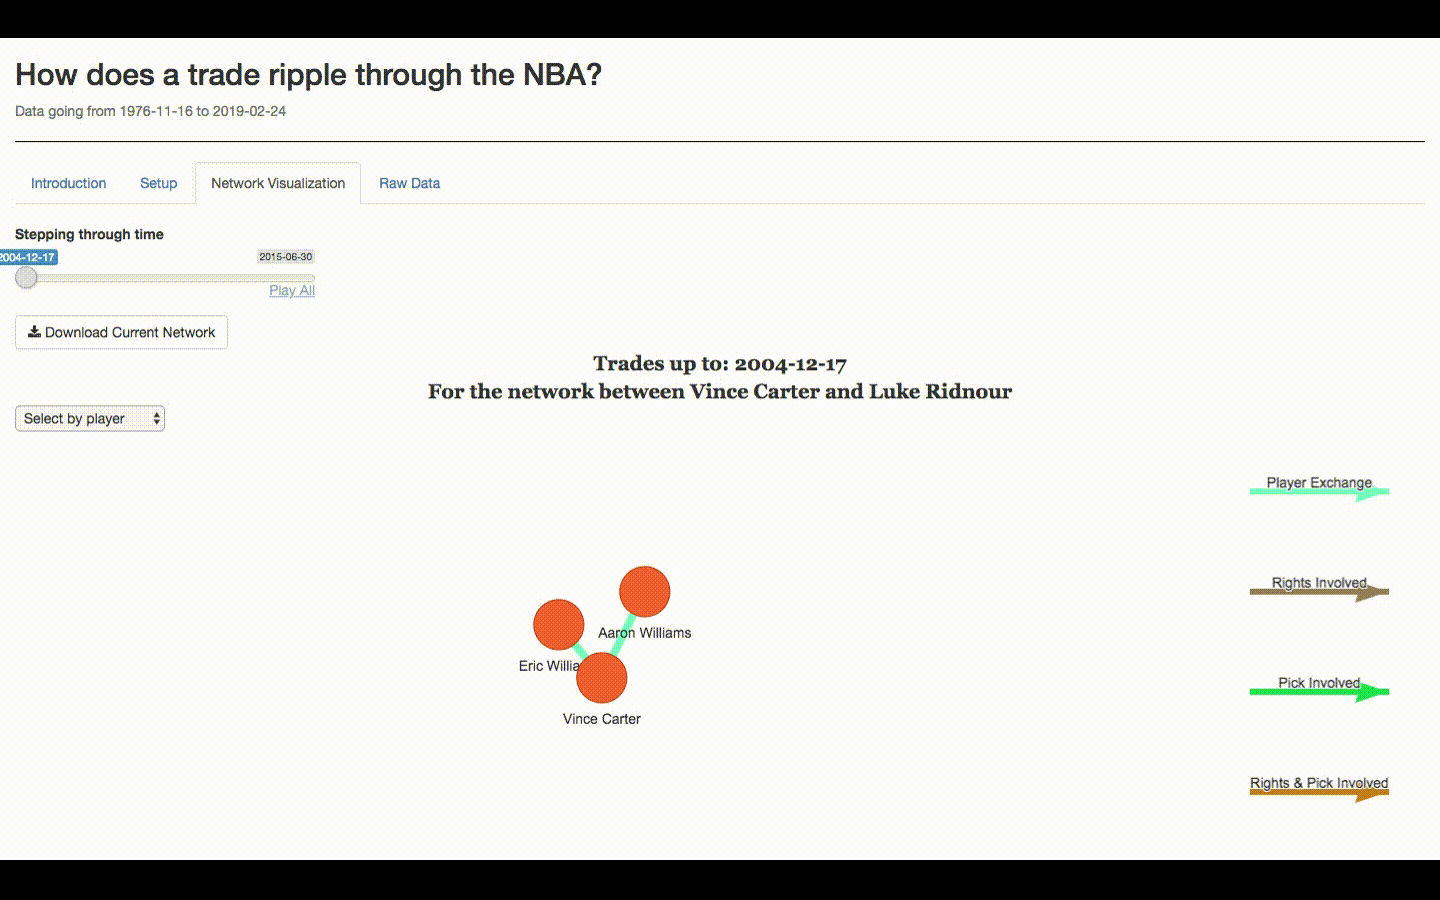 How does a trade ripple through the NBA?
Data going from 1976-11-16 to 2019-02-24
Introduction Setup Network Visualization Raw Data
Stepping through time
2004-12-17 2015-06-30
Play All
Download Current Network
Trades up to: 2004-12-17
For the network between Vince Carter and Luke Ridnour
Select by player
Player Exchange
Rights Involved
Aaron Williams
Eric Willia
Pick Involved
Vince Carter
Rights & Pick Involved